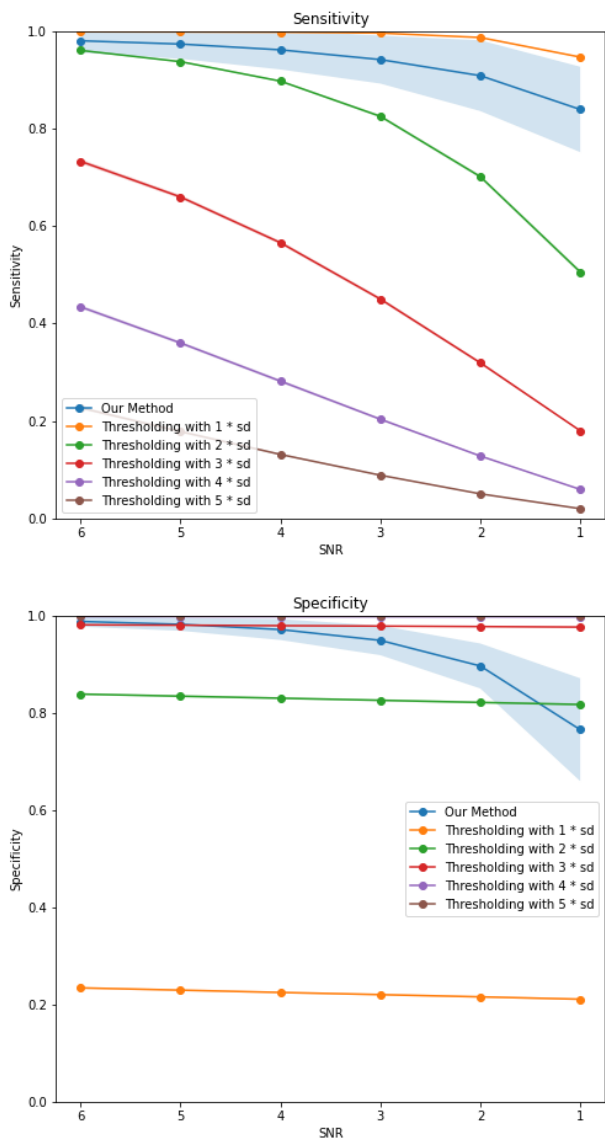 Sensitivity
1.0
0.8
0.6
0.4
0.2
0.0
Sensitivity
Our Method
Thresholding with 1 * sd
Thresholding with 2 * sd
Thresholding with 3 * sd
Thresholding with 4 * sd
Thresholding with 5 * sd
6 5 4 3 2 1
SNR
Specificity
1.0
0.8
0.6
0.4
0.2
0.0
Specificity
Our Method
Thresholding with 1 * sd
Thresholding with 2 * sd
Thresholding with 3 * sd
Thresholding with 4 * sd
Thresholding with 5 * sd
6 5 4 3 2 1
SNR